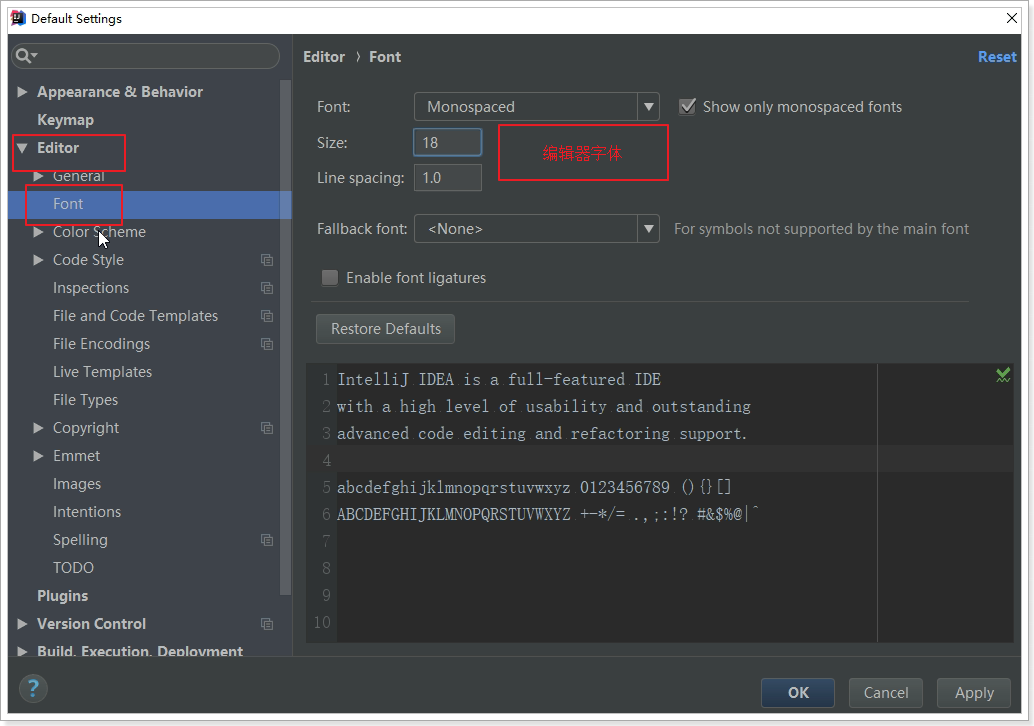 Default Settings
Editor › Font
Reset
Appearance & Behavior
Keymap
Editor
General
Font
Color Scheme
Code Style
Inspections
File and Code Templates
File Encodings
Live Templates
File Types
Copyright
Emmet
Images
Intentions
Spelling
TODO
Plugins
Version Control
Build, Execution, Deployment
Font: Monospaced Show only monospaced fonts
Size: 18
编辑器字体
Line spacing: 1.0
Fallback font: <None> For symbols not supported by the main font
Enable font ligatures
Restore Defaults
1 IntelliJ IDEA is a full-featured IDE
2 with a high level of usability and outstanding
3 advanced code editing and refactoring support.
4
5 abcdefghijklmnopqrstuvwxyz 0123456789 (){}[]
6 ABCDEFGHIJKLMNOPQRSTUVWXYZ +-*/= .,;:!? #&$%@|^
7
8
9
10
? OK Cancel Apply